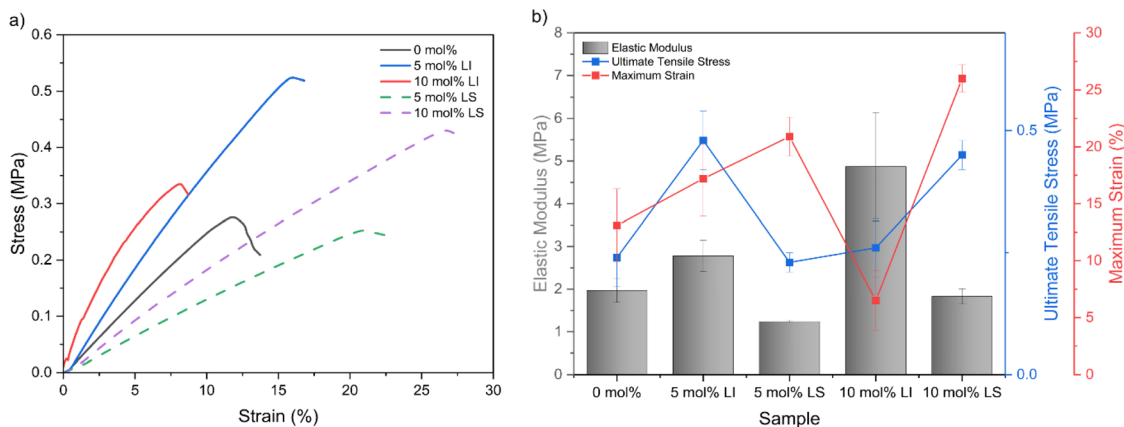 a)
0 mol%
5 mol% LI
10 mol% LI
5 mol% LS
10 mol% LS
Stress (MPa)
0.6
0.5
0.4
0.3
0.2
0.1
0.0
0 5 10 15 20 25 30
Strain (%)
b)
Elastic Modulus
Ultimate Tensile Stress
Maximum Strain
Elastic Modulus (MPa)
8
7
6
5
4
3
2
1
0
0 mol% 5 mol% LI 5 mol% LS 10 mol% LI 10 mol% LS
Sample
0.5
0.0
Ultimate Tensile Stress (MPa)
30
25
20
15
10
5
0
Maximum Strain (%)